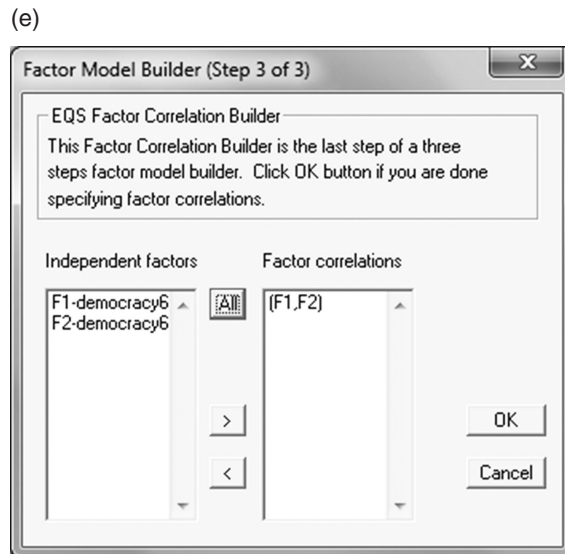 (e)
Factor Model Builder (Step 3 of 3)
x
EQS Factor Correlation Builder
This Factor Correlation Builder is the last step of a three
steps factor model builder. Click OK button if you are done
specifying factor correlations.
Independent factors
Factor correlations
F1-democracy6
F2-democracy6
All
(F1,F2)
>
<
OK
Cancel